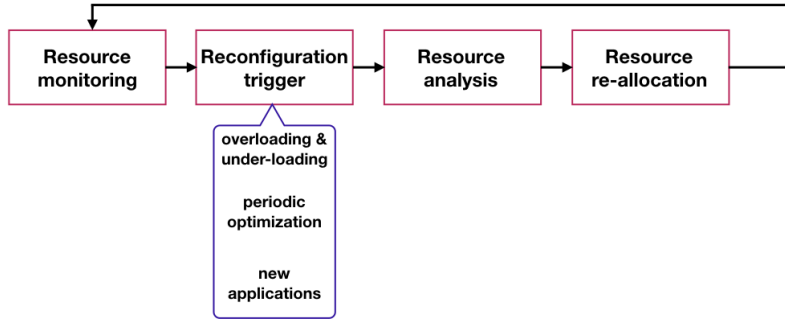 Resource
monitoring
Reconfiguration
trigger
Resource
analysis
Resource
re-allocation
overloading &
under-loading
periodic
optimization
new
applications